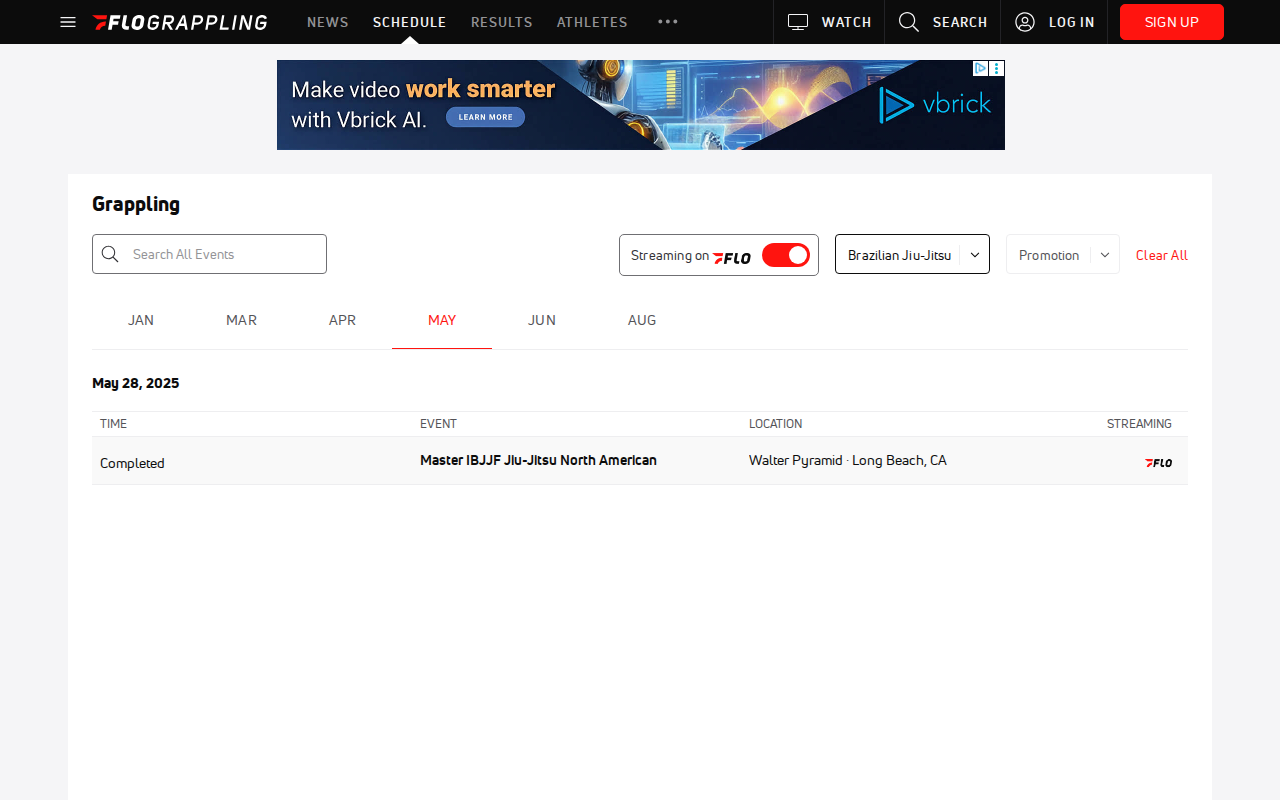 FLOGRAPPLING NEWS SCHEDULE RESULTS ATHLETES WATCH SEARCH LOG IN SIGN UP
Make video work smarter
with Vbrick AI. LEARN MORE
vbrick
Grappling
Search All Events Streaming on FLO Brazilian Jiu-Jitsu Promotion Clear All
JAN MAR APR MAY JUN AUG
May 28, 2025
TIME EVENT LOCATION STREAMING
Completed Master IBJJF Jiu-Jitsu North American Walter Pyramid · Long Beach, CA FLO